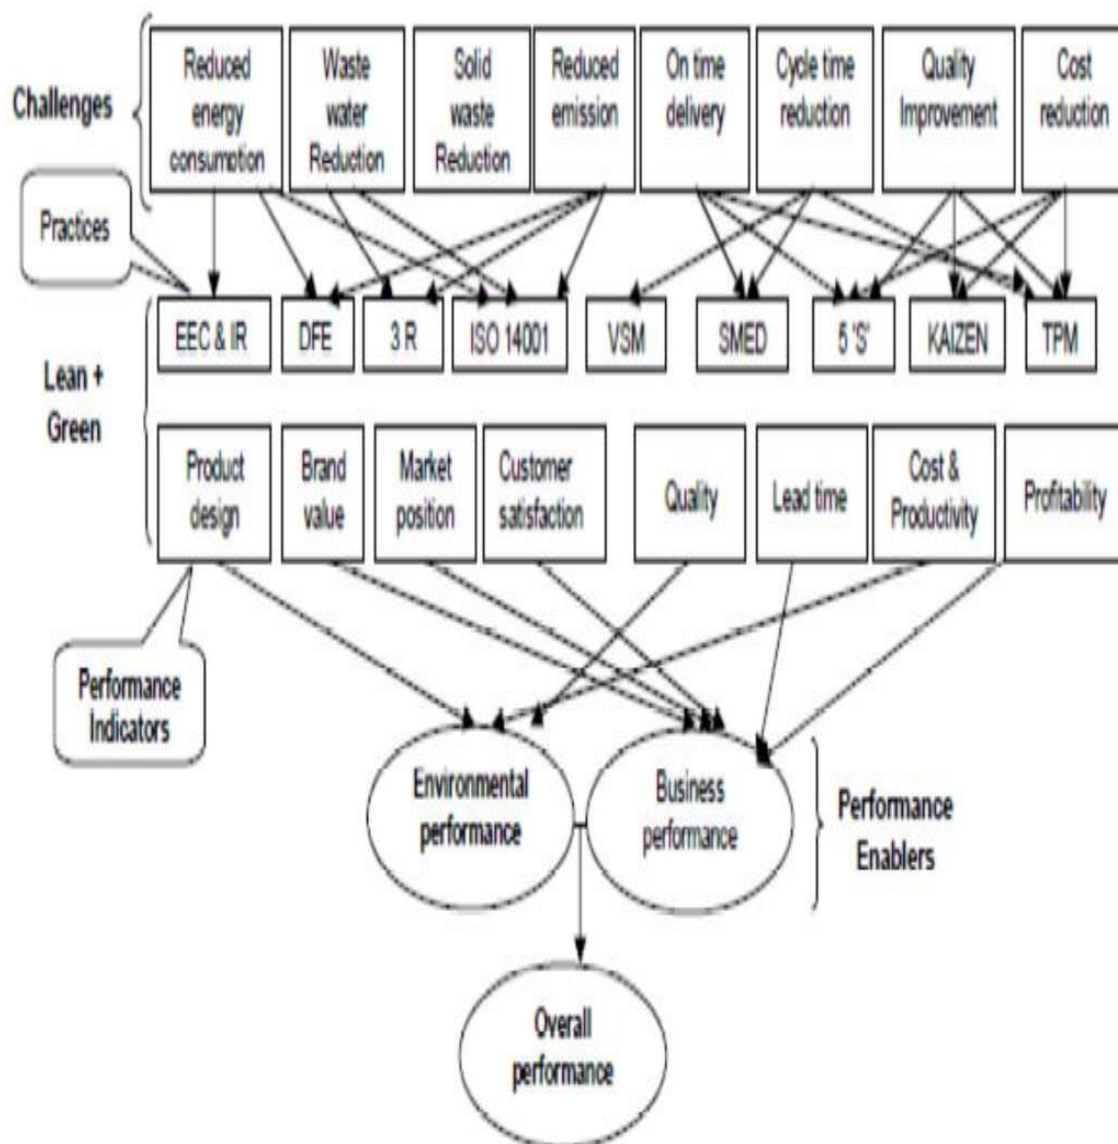 Challenges
Reduced
energy
consumption
Waste
water
Reduction
Solid
waste
Reduction
Reduced
emission
On time
delivery
Cycle time
reduction
Quality
Improvement
Cost
reduction
Practices
EEC & IR
DFE
3 R
ISO 14001
VSM
SMED
5 'S'
KAIZEN
TPM
Lean +
Green
Product
design
Brand
value
Market
position
Customer
satisfaction
Quality
Lead time
Cost &
Productivity
Profitability
Performance
Indicators
Environmental
performance
Business
performance
Performance
Enablers
Overall
performance